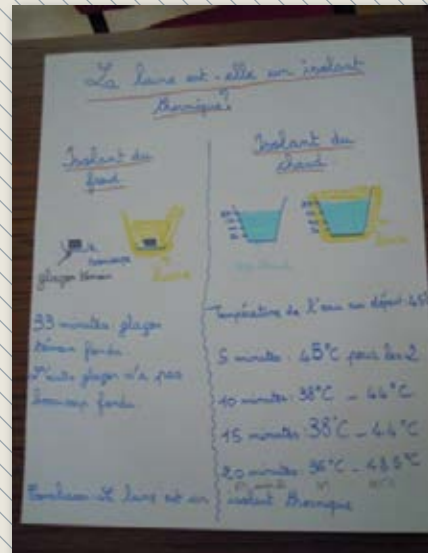 La laine est-elle un isolant
thermique?
Isolant du
froid
glaçon témoin
laine
33 minutes glaçon
témoin fondu
L'autre glaçon n'a pas
beaucoup fondu
Isolant du
chaud
Température de l'eau au départ: 45°
5 minutes: 43°C pour les 2
10 minutes: 38°C - 44°C
15 minutes: 38°C - 44°C
20 minutes: 36°C - 43,5°C
Conclusion: La laine est un isolant thermique